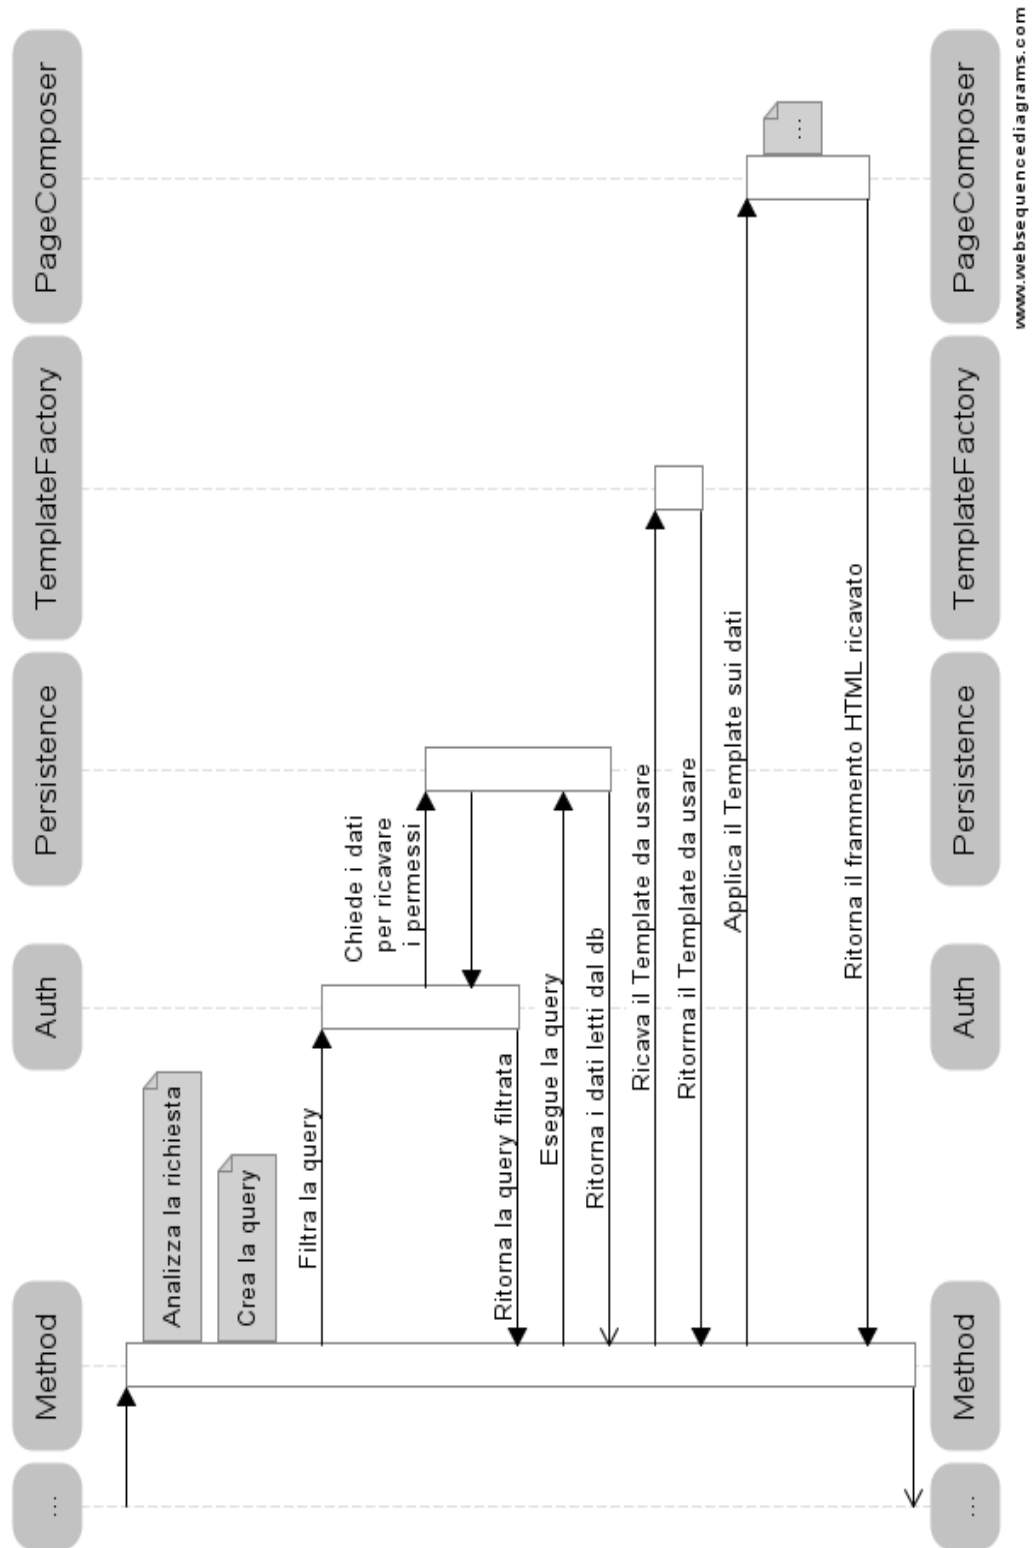 ...
Method
Auth
Persistence
TemplateFactory
PageComposer
Analizza la richiesta
Crea la query
Filtra la query
Chiede i dati
per ricavare
i permessi
Ritorna la query filtrata
Esegue la query
Ritorna i dati letti dal db
Ricava il Template da usare
Ritorrna il Template da usare
Applica il Template sui dati
...
Ritorna il frammento HTML ricavato
...
Method
Auth
Persistence
TemplateFactory
PageComposer
www.websequencediagrams.com